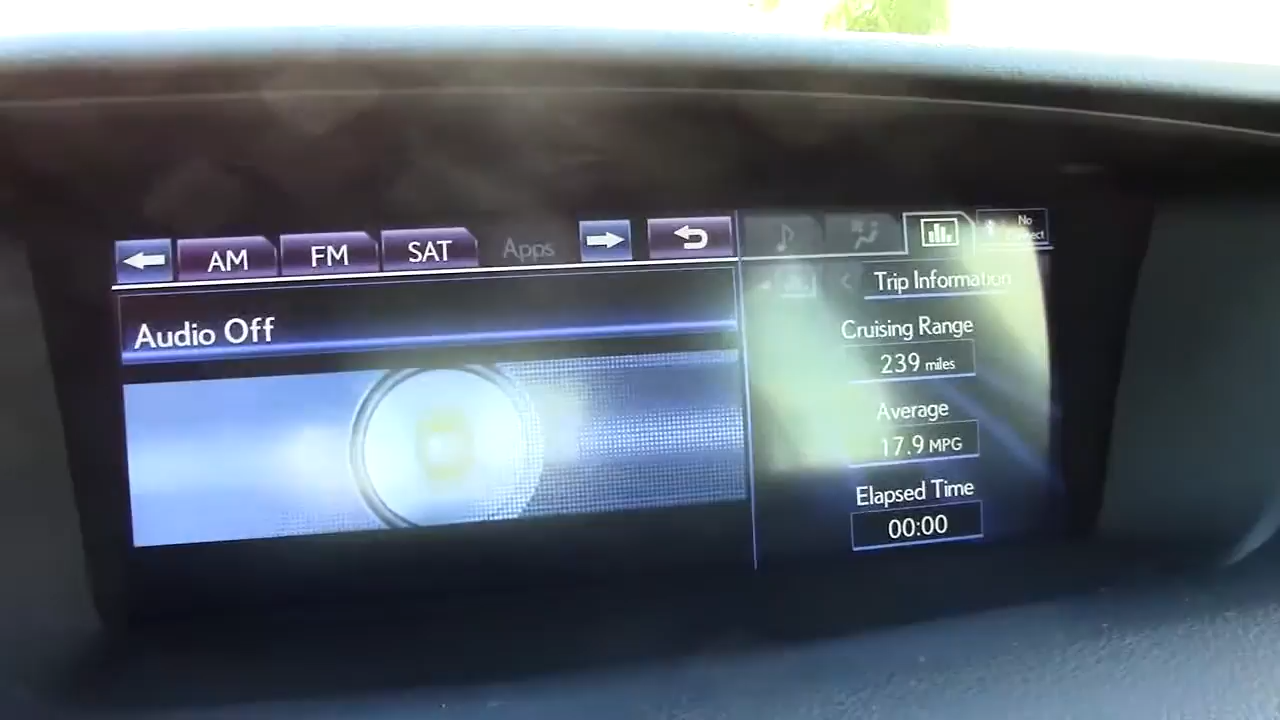 AM
FM
SAT
Apps
Audio Off
No
Trip Information
Cruising Range
239 miles
Average
17.9 MPG
Elapsed Time
00:00